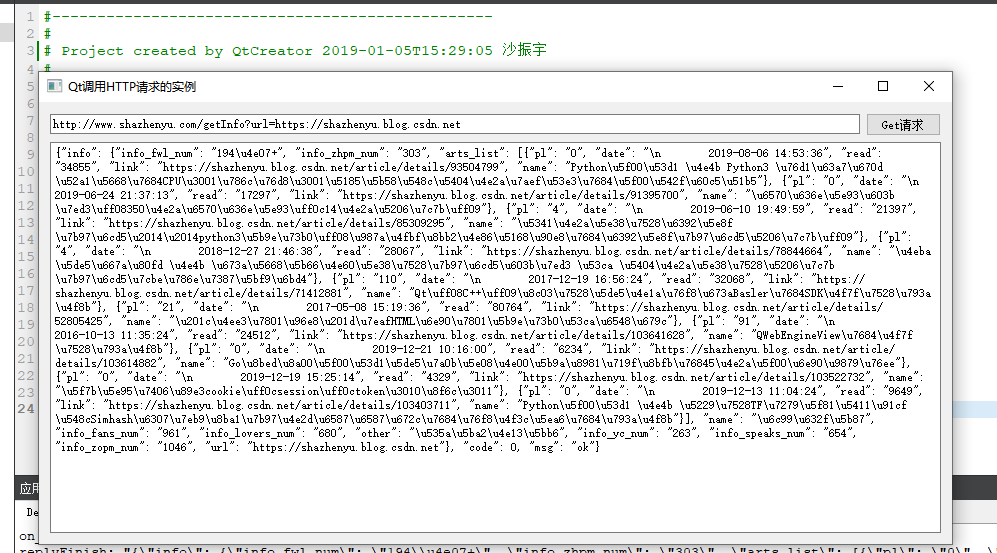 1 #-------------------------------------------------
2 #
3 # Project created by QtCreator 2019-01-05T15:29:05 沙振宇
4 #
5
6
7
8
9
10
11
12
13
14
15
16
17
18
19
20
21
22
23
24
Qt调用HTTP请求的实例
http://www.shazhenyu.com/getInfo?url=https://shazhenyu.blog.csdn.net
Get请求
{"info": {"info_fwl_num": "194\u4e07+", "info_zhpm_num": "303", "arts_list": [{"pl": "0", "date": "\n 2019-08-06 14:53:36", "read":
"34855", "link": "https://shazhenyu.blog.csdn.net/article/details/93504799", "name": "Python\u5f00\u53d1 \u4e4b Python3 \u76d1\u63a7\u670d
\u52a1\u5668\u7684CPU\u3001\u786c\u76d8\u3001\u5185\u5b58\u548c\u5404\u4e2a\u7aef\u53e3\u7684\u5f00\u542f\u60c5\u51b5"}, {"pl": "0", "date": "\n
2019-06-24 21:37:13", "read": "17297", "link": "https://shazhenyu.blog.csdn.net/article/details/91395700", "name": "\u6570\u636e\u5e93\u603b
\u7ed3\uff08350\u4e2a\u6570\u636e\u5e93\uff0c14\u4e2a\u5206\u7c7b\uff09"}, {"pl": "4", "date": "\n 2019-06-10 19:49:59", "read": "21397",
"link": "https://shazhenyu.blog.csdn.net/article/details/85309295", "name": "\u5341\u4e2a\u5e38\u7528\u6392\u5e8f
\u7b97\u6cd5\u2014\u2014python3\u5b9e\u73b0\uff08\u987a\u4fbf\u8bb2\u4e86\u5168\u90e8\u7684\u6392\u5e8f\u7b97\u6cd5\u5206\u7c7b\uff09"}, {"pl":
"4", "date": "\n 2018-12-27 21:46:38", "read": "28067", "link": "https://shazhenyu.blog.csdn.net/article/details/78844664", "name": "\u4eba
\u5de5\u667a\u80fd \u4e4b \u673a\u5668\u5b66\u4e60\u5e38\u7528\u7b97\u6cd5\u603b\u7ed3 \u53ca \u5404\u4e2a\u5e38\u7528\u5206\u7c7b
\u7b97\u6cd5\u7cbe\u786e\u7387\u5bf9\u6bd4"}, {"pl": "110", "date": "\n 2017-12-19 16:56:24", "read": "32068", "link": "https://
shazhenyu.blog.csdn.net/article/details/71412881", "name": "Qt\uff08C++\uff09\u8c03\u7528\u5de5\u4e1a\u76f8\u673aBasler\u7684SDK\u4f7f\u7528\u793a
\u4f8b"}, {"pl": "21", "date": "\n 2017-05-08 15:19:36", "read": "80764", "link": "https://shazhenyu.blog.csdn.net/article/details/
52805425", "name": "\u201c\u4ee3\u7801\u96e8\u201d\u7eafHTML\u6e90\u7801\u5b9e\u73b0\u53ca\u6548\u679c"}, {"pl": "91", "date": "\n
2016-10-13 11:35:24", "read": "24512", "link": "https://shazhenyu.blog.csdn.net/article/details/103641628", "name": "QWebEngineView\u7684\u4f7f
\u7528\u793a\u4f8b"}, {"pl": "0", "date": "\n 2019-12-21 10:16:00", "read": "6234", "link": "https://shazhenyu.blog.csdn.net/article/
details/103614882", "name": "Go\u8bed\u8a00\u5f00\u53d1\u5de5\u7a0b\u5e08\u4e00\u5b9a\u8981\u719f\u8bfb\u76845\u4e2a\u5f00\u6e90\u9879\u76ee"},
{"pl": "0", "date": "\n 2019-12-19 15:25:14", "read": "4329", "link": "https://shazhenyu.blog.csdn.net/article/details/103522732", "name":
"\u5f7b\u5e95\u7406\u89e3cookie\uff0csession\uff0ctoken\u3010\u8f6c\u3011"}, {"pl": "0", "date": "\n 2019-12-13 11:04:24", "read": "9649",
"link": "https://shazhenyu.blog.csdn.net/article/details/103403711", "name": "Python\u5f00\u53d1 \u4e4b \u5229\u7528TF\u7279\u5f81\u5411\u91cf
\u548cSimhash\u6307\u7eb9\u8ba1\u7b97\u4e2d\u6587\u6587\u672c\u7684\u76f8\u4f3c\u5ea6\u7684\u793a\u4f8b"}], "name": "\u6c99\u632f\u5b87",
"info_fans_num": "961", "info_lovers_num": "680", "other": "\u535a\u5ba2\u4e13\u5bb6", "info_yc_num": "263", "info_speaks_num": "654",
"info_zopm_num": "1046", "url": "https://shazhenyu.blog.csdn.net"}, "code": 0, "msg": "ok"}
应用
De
on
replyFinish: "{\"info\": {\"info_fwl_num\": \"194\\u4e07+\", \"info_zhpm_num\": \"303\", \"arts_list\": [{\"pl\": \"0\",